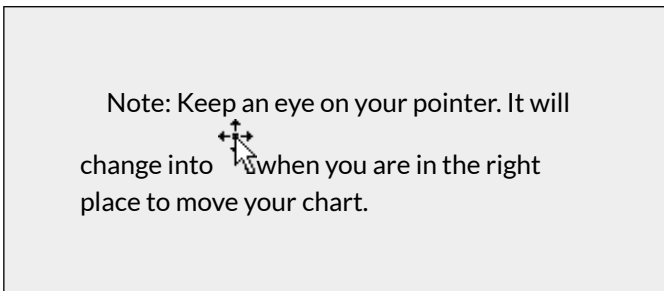 Note: Keep an eye on your pointer. It will
change into when you are in the right
place to move your chart.